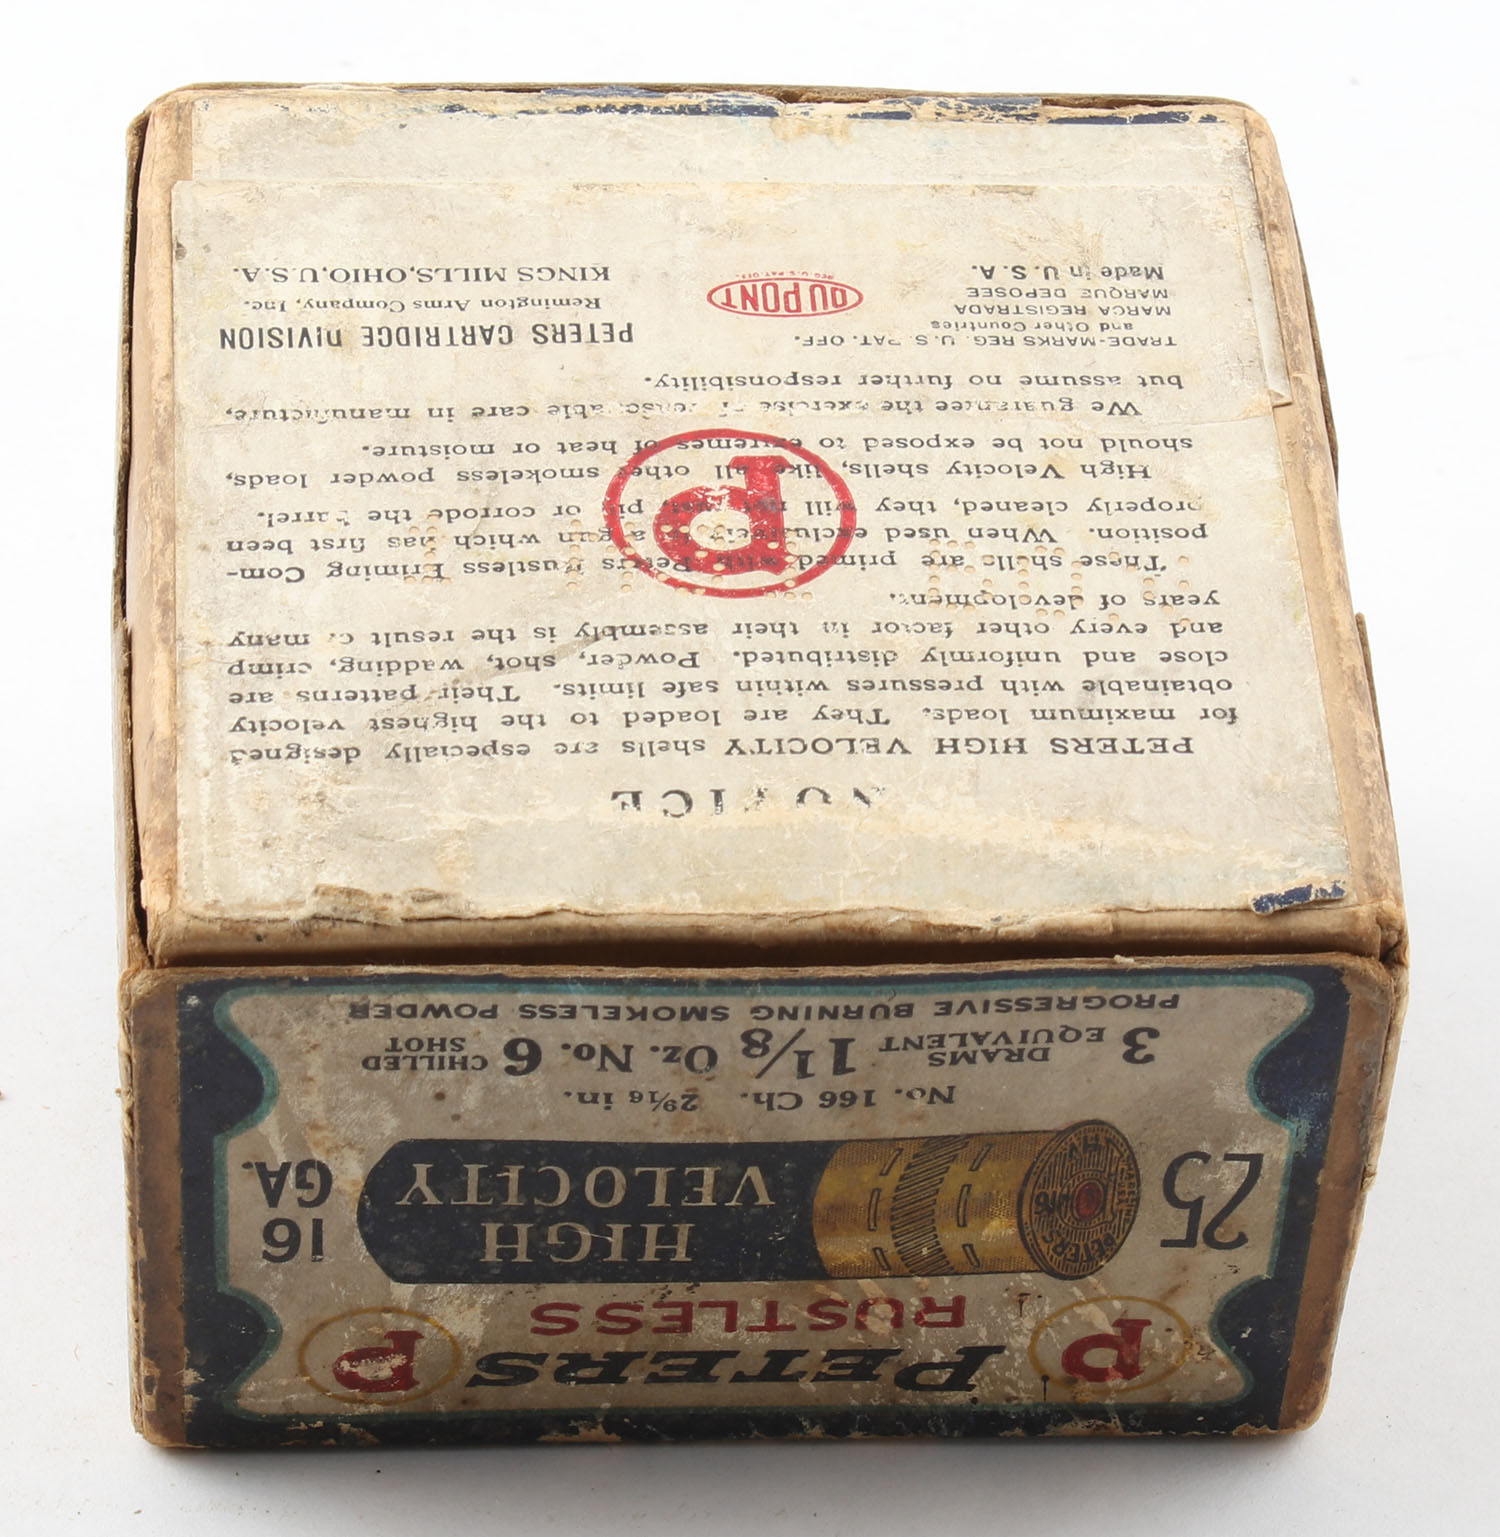 NOTICE
PETERS HIGH VELOCITY shells are especially designed
for maximum loads. They are loaded to the highest velocity
obtainable with pressures within safe limits. Their patterns are
close and uniformly distributed. Powder, shot, wadding, crimp
and every other factor in their assembly is the result of many
years of development.
These shells are primed with Peters Rustless Priming Com-
position. When used exclusively in a gun which has first been
properly cleaned, they will not rust, pit or corrode the barrel.
High Velocity shells, like all other smokeless powder loads,
should not be exposed to extremes of heat or moisture.
We guarantee the exercise of reasonable care in manufacture,
but assume no further responsibility.
P
TRADE-MARKS REG. U.S. PAT. OFF.
and Other Countries
MARCA REGISTRADA
MARQUE DEPOSEE
Made in U.S.A.
DU PONT
REG. U.S. PAT. OFF.
PETERS CARTRIDGE DIVISION
Remington Arms Company, Inc.
KINGS MILLS, OHIO, U.S.A.
P PETERS P
RUSTLESS
25
PETERS
No 16
HIGH
VELOCITY
16
GA.
No. 166 Ch. 2 9/16 in.
3 DRAMS EQUIVALENT 1 1/8 Oz. No. 6 CHILLED SHOT
PROGRESSIVE BURNING SMOKELESS POWDER